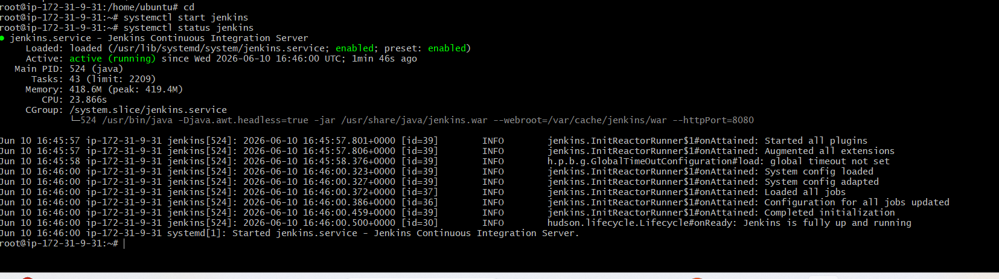 root@ip-172-31-9-31:/home/ubuntu# cd
root@ip-172-31-9-31:~# systemctl start jenkins
root@ip-172-31-9-31:~# systemctl status jenkins
● jenkins.service - Jenkins Continuous Integration Server
     Loaded: loaded (/usr/lib/systemd/system/jenkins.service; enabled; preset: enabled)
     Active: active (running) since Wed 2026-06-10 16:46:00 UTC; 1min 46s ago
   Main PID: 524 (java)
      Tasks: 43 (limit: 2209)
     Memory: 418.6M (peak: 419.4M)
        CPU: 23.866s
     CGroup: /system.slice/jenkins.service
             └─524 /usr/bin/java -Djava.awt.headless=true -jar /usr/share/java/jenkins.war --webroot=/var/cache/jenkins/war --httpPort=8080
Jun 10 16:45:57 ip-172-31-9-31 jenkins[524]: 2026-06-10 16:45:57.801+0000 [id=39]        INFO        jenkins.InitReactorRunner$1#onAttained: Started all plugins
Jun 10 16:45:57 ip-172-31-9-31 jenkins[524]: 2026-06-10 16:45:57.806+0000 [id=39]        INFO        jenkins.InitReactorRunner$1#onAttained: Augmented all extensions
Jun 10 16:45:58 ip-172-31-9-31 jenkins[524]: 2026-06-10 16:45:58.376+0000 [id=39]        INFO        h.p.b.g.GlobalTimeOutConfiguration#load: global timeout not set
Jun 10 16:46:00 ip-172-31-9-31 jenkins[524]: 2026-06-10 16:46:00.323+0000 [id=39]        INFO        jenkins.InitReactorRunner$1#onAttained: System config loaded
Jun 10 16:46:00 ip-172-31-9-31 jenkins[524]: 2026-06-10 16:46:00.327+0000 [id=39]        INFO        jenkins.InitReactorRunner$1#onAttained: System config adapted
Jun 10 16:46:00 ip-172-31-9-31 jenkins[524]: 2026-06-10 16:46:00.372+0000 [id=37]        INFO        jenkins.InitReactorRunner$1#onAttained: Loaded all jobs
Jun 10 16:46:00 ip-172-31-9-31 jenkins[524]: 2026-06-10 16:46:00.386+0000 [id=36]        INFO        jenkins.InitReactorRunner$1#onAttained: Configuration for all jobs updated
Jun 10 16:46:00 ip-172-31-9-31 jenkins[524]: 2026-06-10 16:46:00.459+0000 [id=39]        INFO        jenkins.InitReactorRunner$1#onAttained: Completed initialization
Jun 10 16:46:00 ip-172-31-9-31 jenkins[524]: 2026-06-10 16:46:00.500+0000 [id=30]        INFO        hudson.lifecycle.Lifecycle#onReady: Jenkins is fully up and running
Jun 10 16:46:00 ip-172-31-9-31 systemd[1]: Started jenkins.service - Jenkins Continuous Integration Server.
root@ip-172-31-9-31:~#